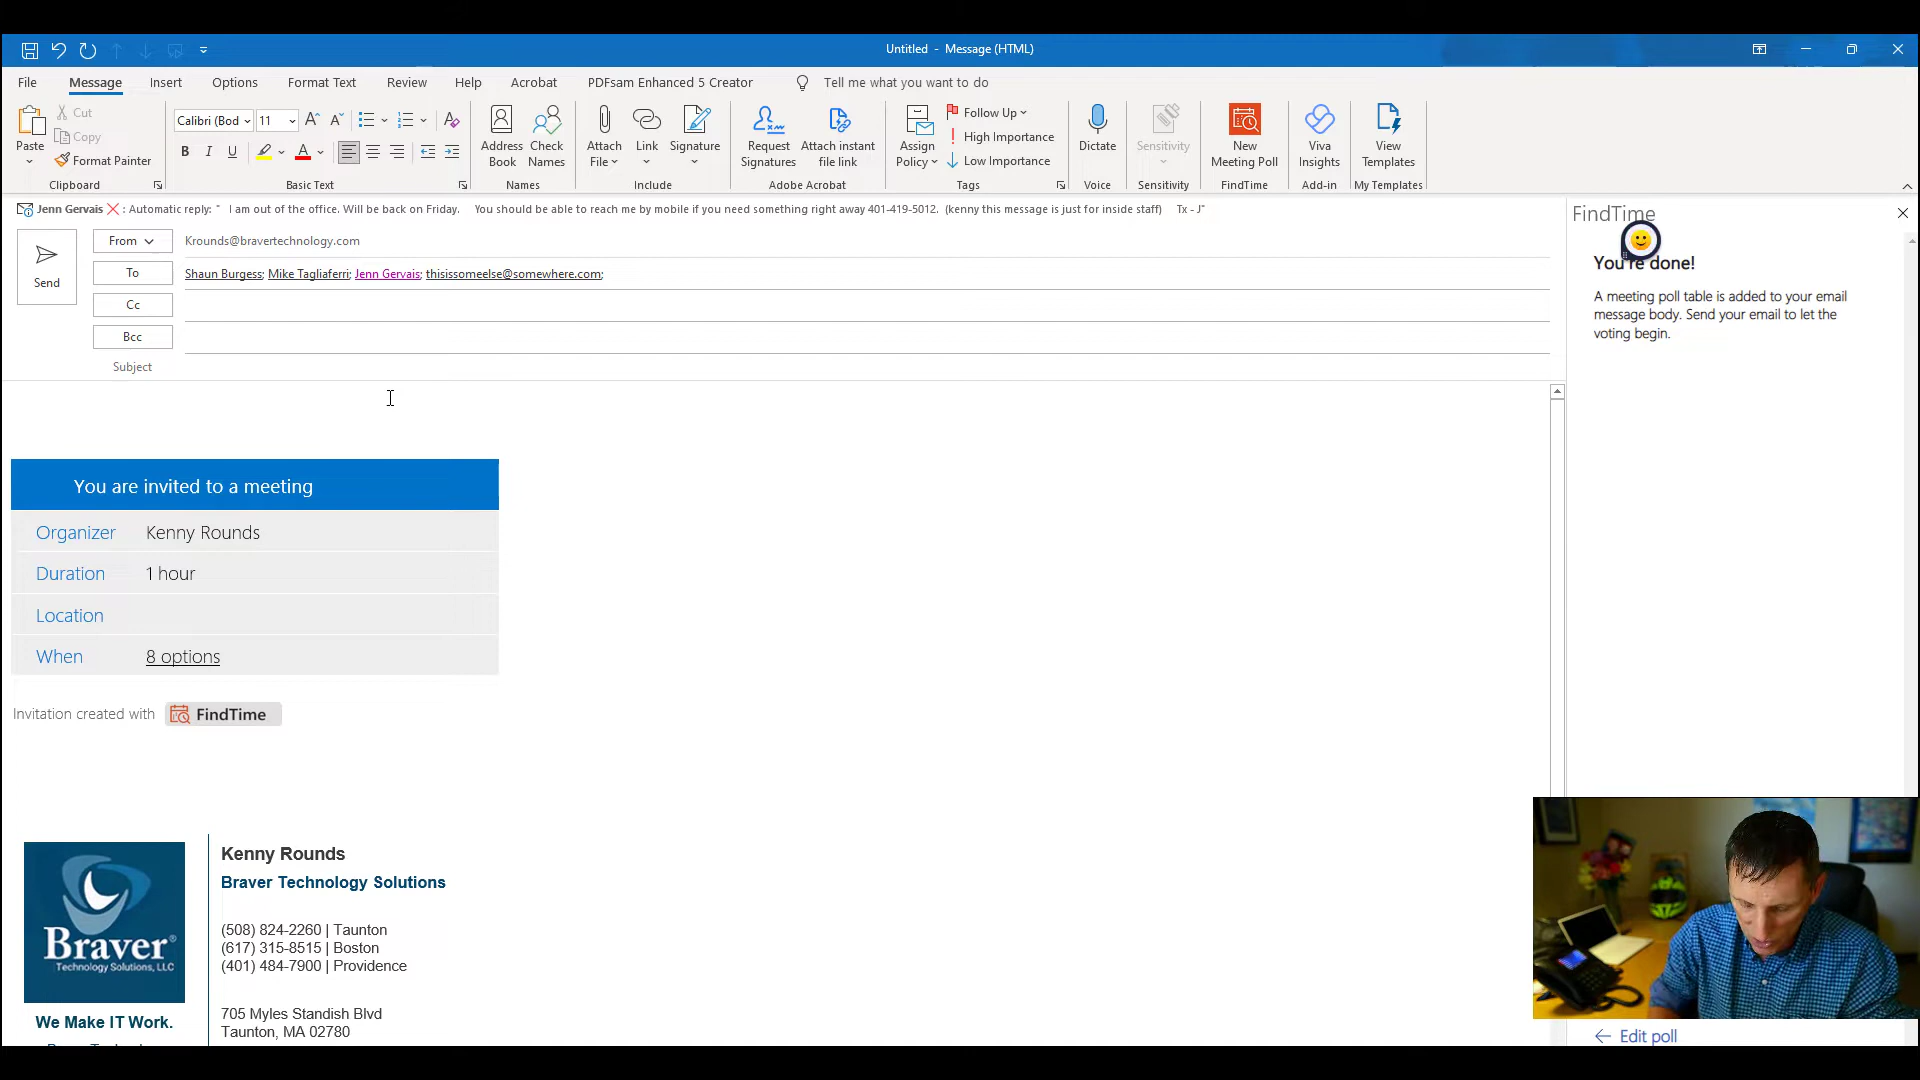 Untitled - Message (HTML)
File Message Insert Options Format Text Review Help Acrobat PDFsam Enhanced 5 Creator Tell me what you want to do
Paste
Cut
Copy
Format Painter
Clipboard
Calibri (Bod 11
B I U A A
Basic Text
Address Book
Check Names
Names
Attach File
Link
Signature
Include
Request Signatures
Attach instant file link
Adobe Acrobat
Assign Policy
Follow Up
High Importance
Low Importance
Tags
Dictate
Voice
Sensitivity
Sensitivity
New Meeting Poll
FindTime
Viva Insights
Add-in
View Templates
My Templates
Jenn Gervais : Automatic reply: " I am out of the office. Will be back on Friday. You should be able to reach me by mobile if you need something right away 401-419-5012. (kenny this message is just for inside staff) Tx - J"
Send
From Krounds@bravertechnology.com
To Shaun Burgess; Mike Tagliaferri; Jenn Gervais; thisissomeelse@somewhere.com;
Cc
Bcc
Subject
You are invited to a meeting
Organizer Kenny Rounds
Duration 1 hour
Location
When 8 options
Invitation created with FindTime
Braver
Technology Solutions, LLC
We Make IT Work.
Kenny Rounds
Braver Technology Solutions
(508) 824-2260 | Taunton
(617) 315-8515 | Boston
(401) 484-7900 | Providence
705 Myles Standish Blvd
Taunton, MA 02780
FindTime
You're done!
A meeting poll table is added to your email
message body. Send your email to let the
voting begin.
Edit poll